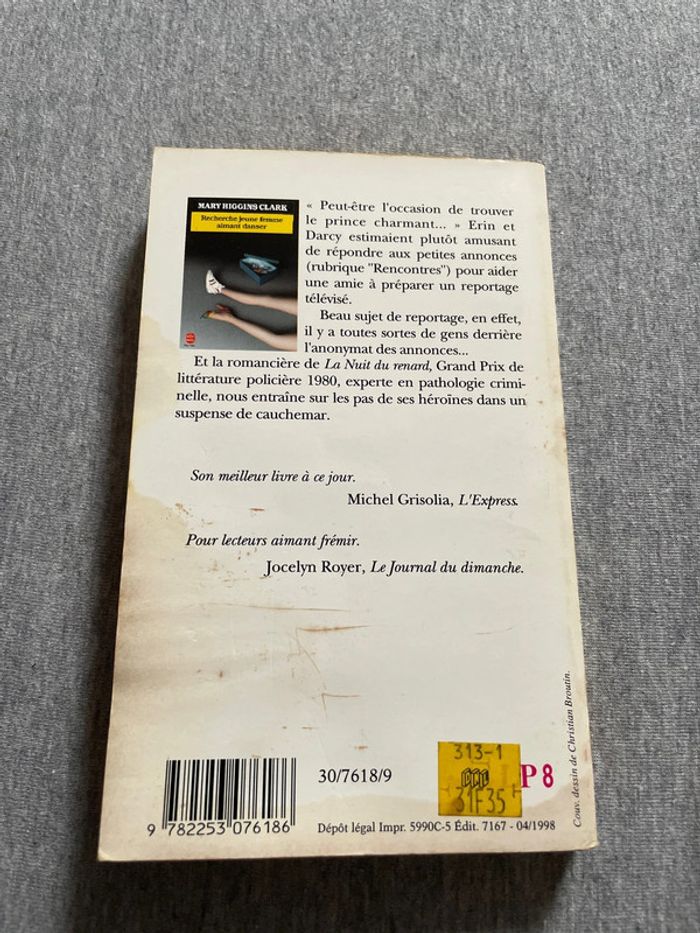 MARY HIGGINS CLARK
Recherche jeune femme
aimant danser
« Peut-être l'occasion de trouver
le prince charmant... » Erin et
Darcy estimaient plutôt amusant
de répondre aux petites annonces
(rubrique "Rencontres") pour aider
une amie à préparer un reportage
télévisé.
Beau sujet de reportage, en effet,
il y a toutes sortes de gens derrière
l'anonymat des annonces...
Et la romancière de La Nuit du renard, Grand Prix de
littérature policière 1980, experte en pathologie crimi-
nelle, nous entraîne sur les pas de ses héroïnes dans un
suspense de cauchemar.
Son meilleur livre à ce jour.
Michel Grisolia, L'Express.
Pour lecteurs aimant frémir.
Jocelyn Royer, Le Journal du dimanche.
Couv. dessin de Christian Broutin.
30/7618/9
313-1
31F35
P 8
9 782253 076186
Dépôt légal Impr. 5990C-5 Édit. 7167 - 04/1998